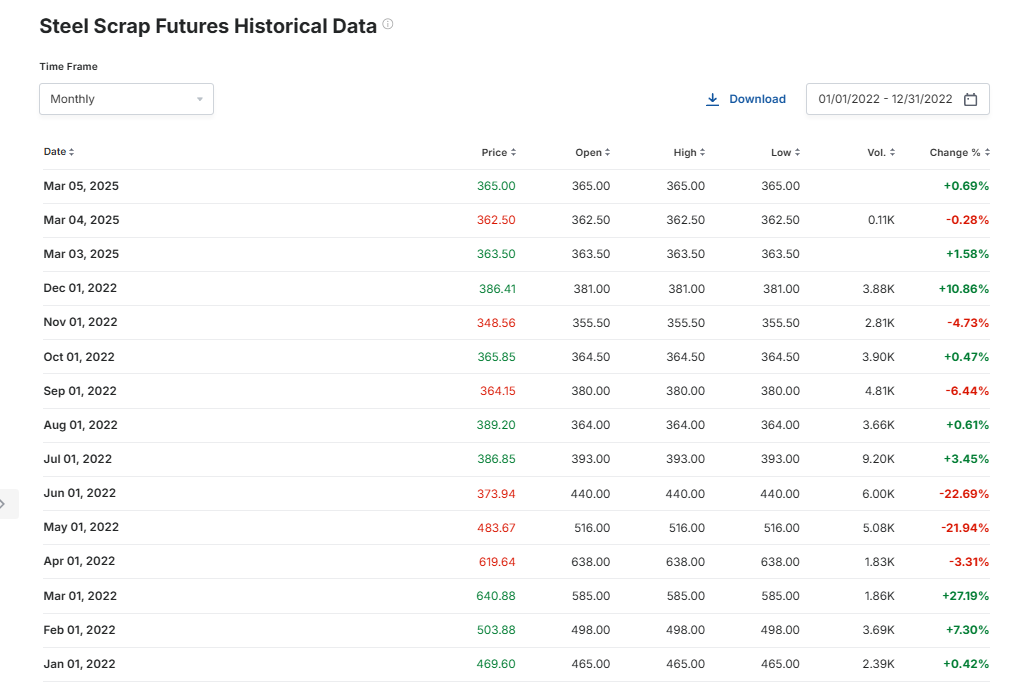 Steel Scrap Futures Historical Data
Time Frame
Monthly
Download
01/01/2022 - 12/31/2022
Date Price Open High Low Vol. Change %
Mar 05, 2025 365.00 365.00 365.00 365.00 +0.69%
Mar 04, 2025 362.50 362.50 362.50 362.50 0.11K -0.28%
Mar 03, 2025 363.50 363.50 363.50 363.50 +1.58%
Dec 01, 2022 386.41 381.00 381.00 381.00 3.88K +10.86%
Nov 01, 2022 348.56 355.50 355.50 355.50 2.81K -4.73%
Oct 01, 2022 365.85 364.50 364.50 364.50 3.90K +0.47%
Sep 01, 2022 364.15 380.00 380.00 380.00 4.81K -6.44%
Aug 01, 2022 389.20 364.00 364.00 364.00 3.66K +0.61%
Jul 01, 2022 386.85 393.00 393.00 393.00 9.20K +3.45%
Jun 01, 2022 373.94 440.00 440.00 440.00 6.00K -22.69%
May 01, 2022 483.67 516.00 516.00 516.00 5.08K -21.94%
Apr 01, 2022 619.64 638.00 638.00 638.00 1.83K -3.31%
Mar 01, 2022 640.88 585.00 585.00 585.00 1.86K +27.19%
Feb 01, 2022 503.88 498.00 498.00 498.00 3.69K +7.30%
Jan 01, 2022 469.60 465.00 465.00 465.00 2.39K +0.42%